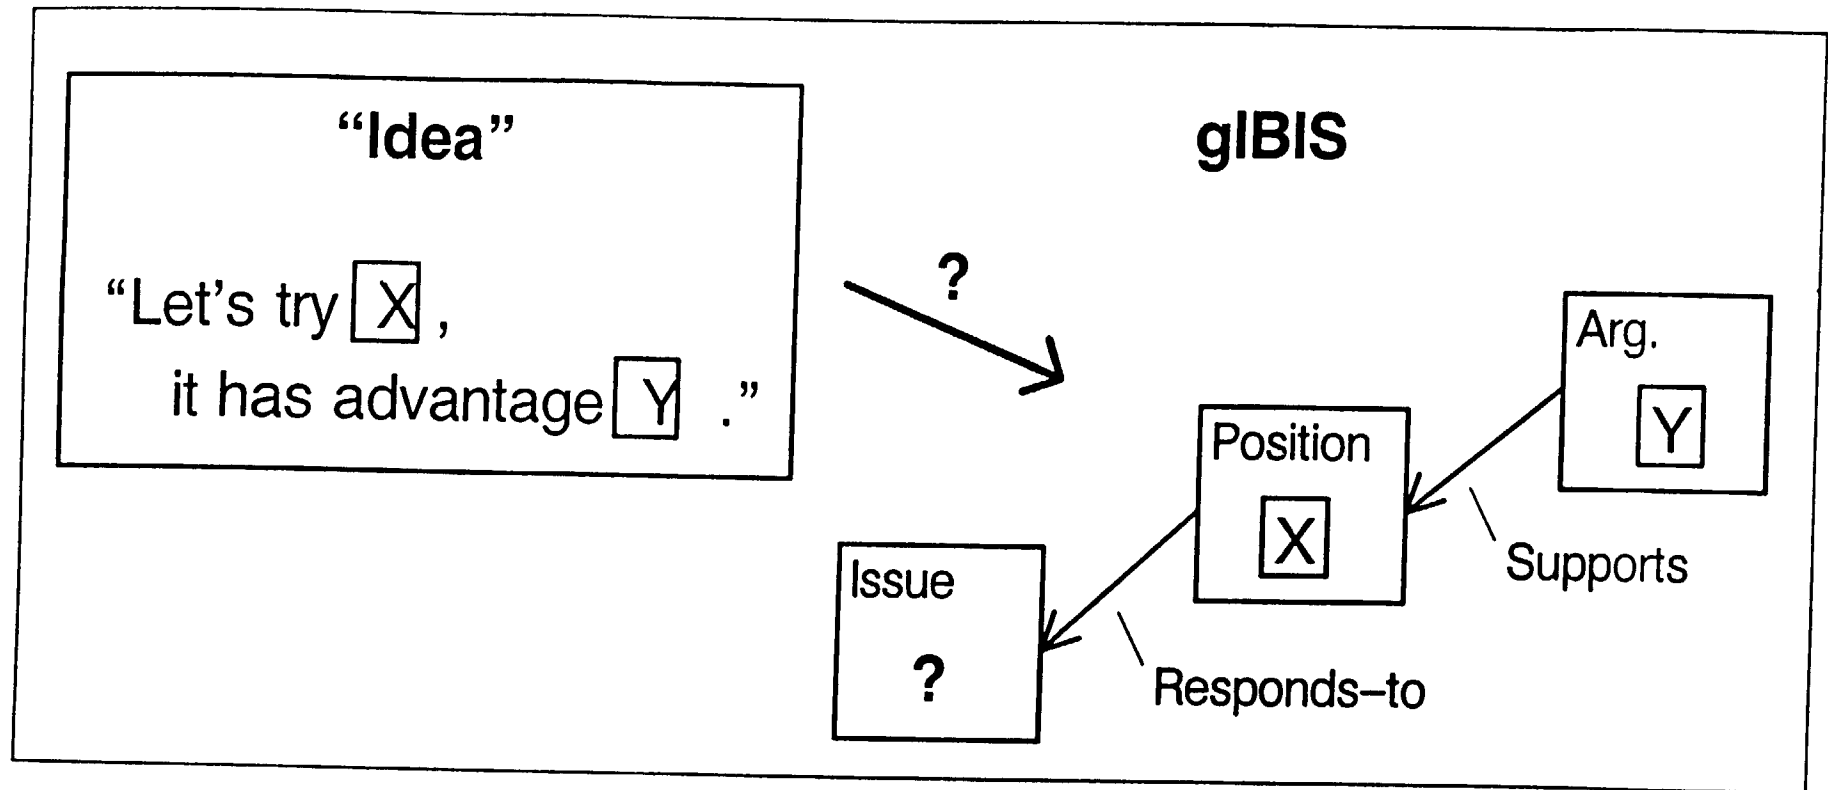 “Idea”
“Let's try X ,
it has advantage Y .”
?
gIBIS
Arg.
Y
Position
X
Supports
Issue
?
Responds–to